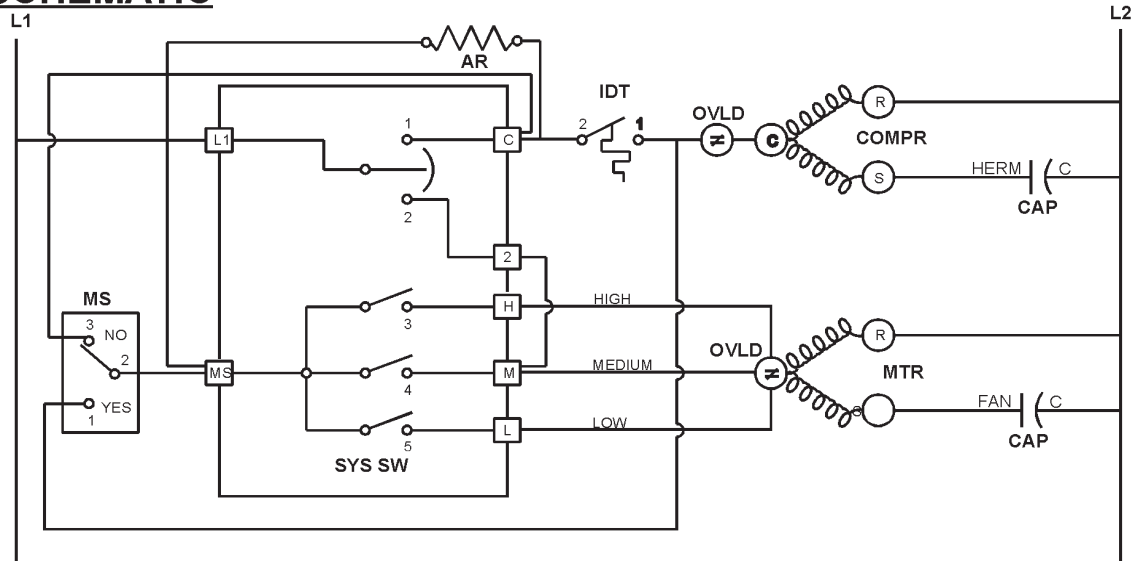 SCHEMATIC
L1
L2
AR
IDT
OVLD
R
COMPR
1
2
1
L1
C
C
S
HERM
C
CAP
2
2
MS
H
HIGH
3
NO
3
R
2
OVLD
MS
M
MEDIUM
MTR
4
YES
1
L
LOW
S
FAN
C
CAP
5
SYS SW